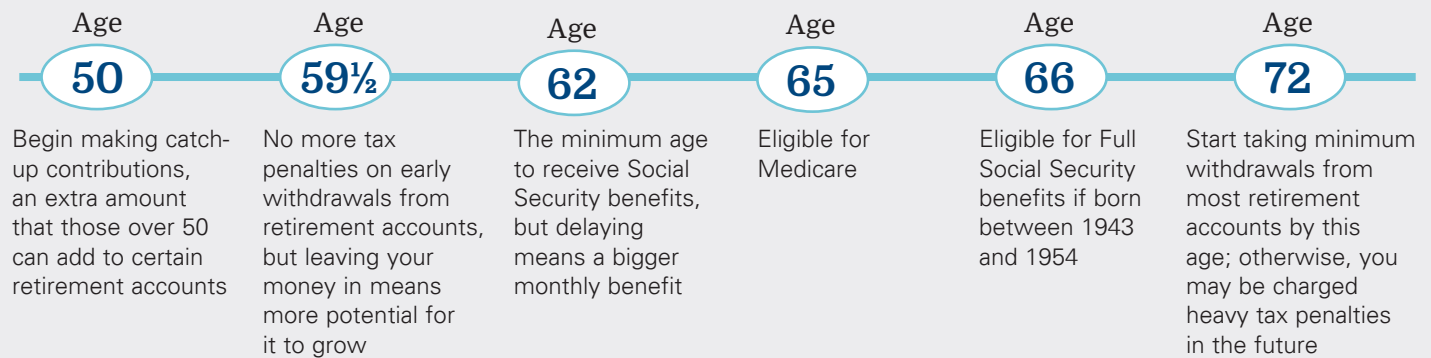 Age
50
Begin making catch-
up contributions,
an extra amount
that those over 50
can add to certain
retirement accounts
Age
59½
No more tax
penalties on early
withdrawals from
retirement accounts,
but leaving your
money in means
more potential for
it to grow
Age
62
The minimum age
to receive Social
Security benefits,
but delaying
means a bigger
monthly benefit
Age
65
Eligible for
Medicare
Age
66
Eligible for Full
Social Security
benefits if born
between 1943
and 1954
Age
72
Start taking minimum
withdrawals from
most retirement
accounts by this
age; otherwise, you
may be charged
heavy tax penalties
in the future